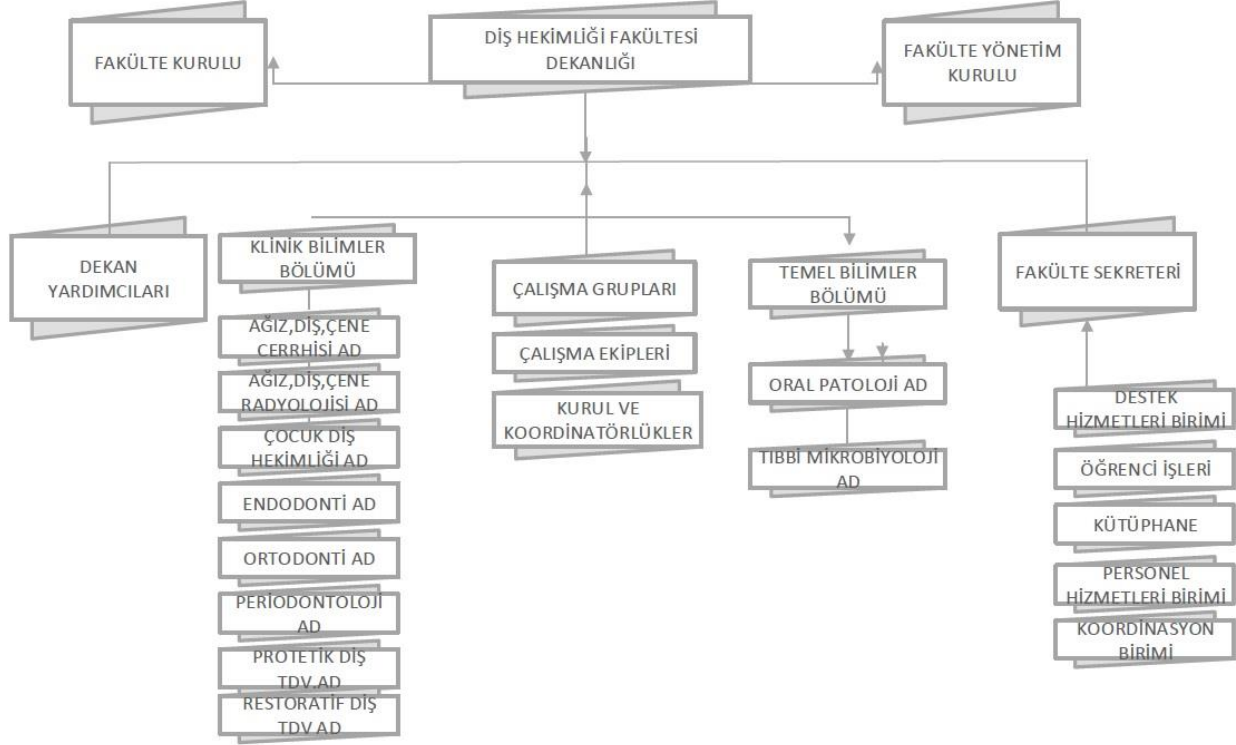 FAKÜLTE KURULU
DİŞ HEKİMLİĞİ FAKÜLTESİ
DEKANLIĞI
FAKÜLTE YÖNETİM
KURULU
DEKAN
YARDIMCILARI
KLİNİK BİLİMLER
BÖLÜMÜ
AĞIZ,DİŞ,ÇENE
CERRHİSI AD
AĞIZ,DİŞ,ÇENE
RADYOLOJİSI AD
ÇOCUK DİŞ
HEKİMLİĞİ AD
ENDODONTİ AD
ORTODONTİ AD
PERİODONTOLOJİ
AD
PROTETİK DİŞ
TDV.AD
RESTORATİF DİŞ
TDV AD
ÇALIŞMA GRUPLARI
ÇALIŞMA EKİPLERİ
KURUL VE
KOORDİNATÖRLÜKLER
TEMEL BİLİMLER
BÖLÜMÜ
ORAL PATOLOJİ AD
TIBBİ MİKROBİYOLOJİ
AD
FAKÜLTE SEKRETERİ
DESTEK
HİZMETLERİ BİRİMİ
ÖĞRENCİ İŞLERİ
KÜTÜPHANE
PERSONEL
HİZMETLERİ BİRİMİ
KOORDİNASYON
BİRİMİ